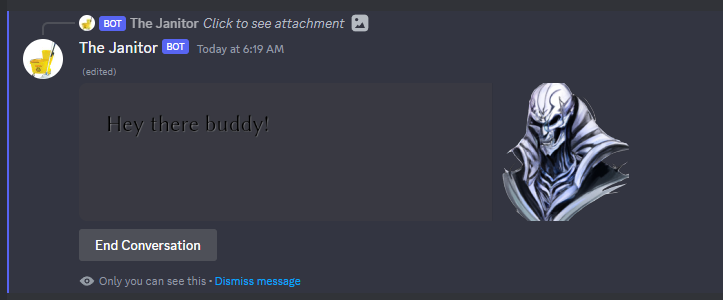 BOT The Janitor Click to see attachment
The Janitor BOT Today at 6:19 AM
(edited)
Hey there buddy!
End Conversation
Only you can see this • Dismiss message